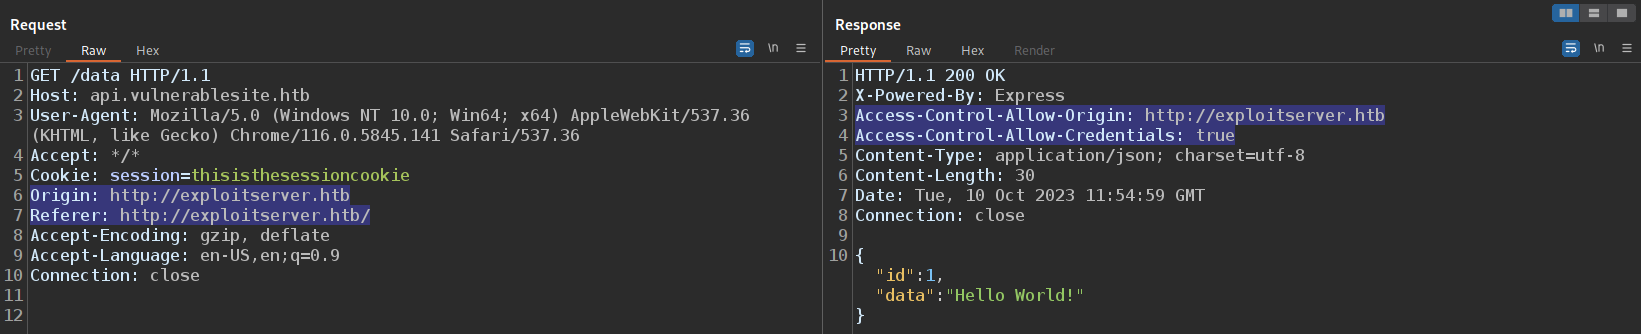 Request
Pretty Raw Hex
\n
1 GET /data HTTP/1.1
2 Host: api.vulnerablesite.htb
3 User-Agent: Mozilla/5.0 (Windows NT 10.0; Win64; x64) AppleWebKit/537.36
(KHTML, like Gecko) Chrome/116.0.5845.141 Safari/537.36
4 Accept: */*
5 Cookie: session=thisisthesessioncookie
6 Origin: http://exploitserver.htb
7 Referer: http://exploitserver.htb/
8 Accept-Encoding: gzip, deflate
9 Accept-Language: en-US,en;q=0.9
10 Connection: close
11
12
Response
Pretty Raw Hex Render
\n
1 HTTP/1.1 200 OK
2 X-Powered-By: Express
3 Access-Control-Allow-Origin: http://exploitserver.htb
4 Access-Control-Allow-Credentials: true
5 Content-Type: application/json; charset=utf-8
6 Content-Length: 30
7 Date: Tue, 10 Oct 2023 11:54:59 GMT
8 Connection: close
9
10 {
"id":1,
"data":"Hello World!"
}